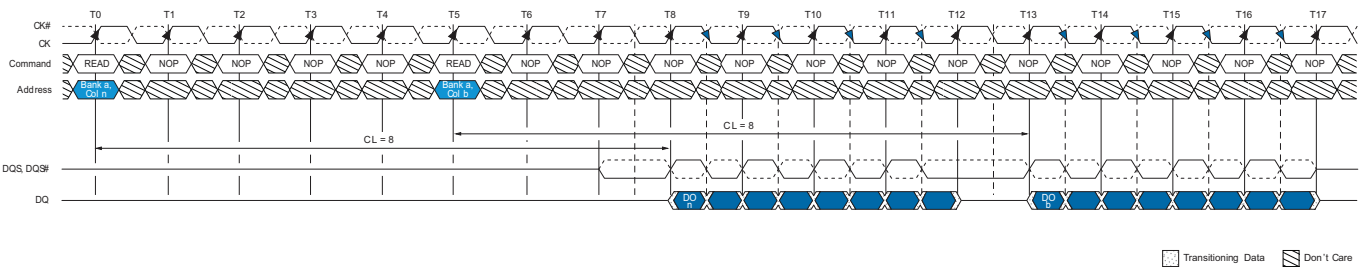 T0 T1 T2 T3 T4 T5 T6 T7 T8 T9 T10 T11 T12 T13 T14 T15 T16 T17
CK#
CK
Command READ NOP NOP NOP NOP READ NOP NOP NOP NOP NOP NOP NOP NOP NOP NOP NOP NOP
Address Bank a, Col n Bank a, Col b
CL = 8
CL = 8
DQS, DQS#
DQ DO n DO b
Transitioning Data Don't Care